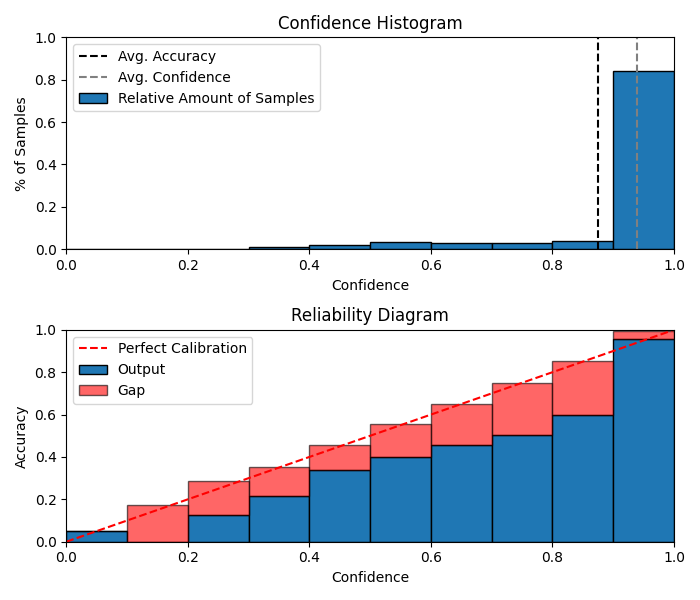 Confidence Histogram
1.0
0.8
0.6
0.4
0.2
0.0
% of Samples
Avg. Accuracy
Avg. Confidence
Relative Amount of Samples
0.0 0.2 0.4 0.6 0.8 1.0
Confidence
Reliability Diagram
1.0
0.8
0.6
0.4
0.2
0.0
Accuracy
Perfect Calibration
Output
Gap
0.0 0.2 0.4 0.6 0.8 1.0
Confidence